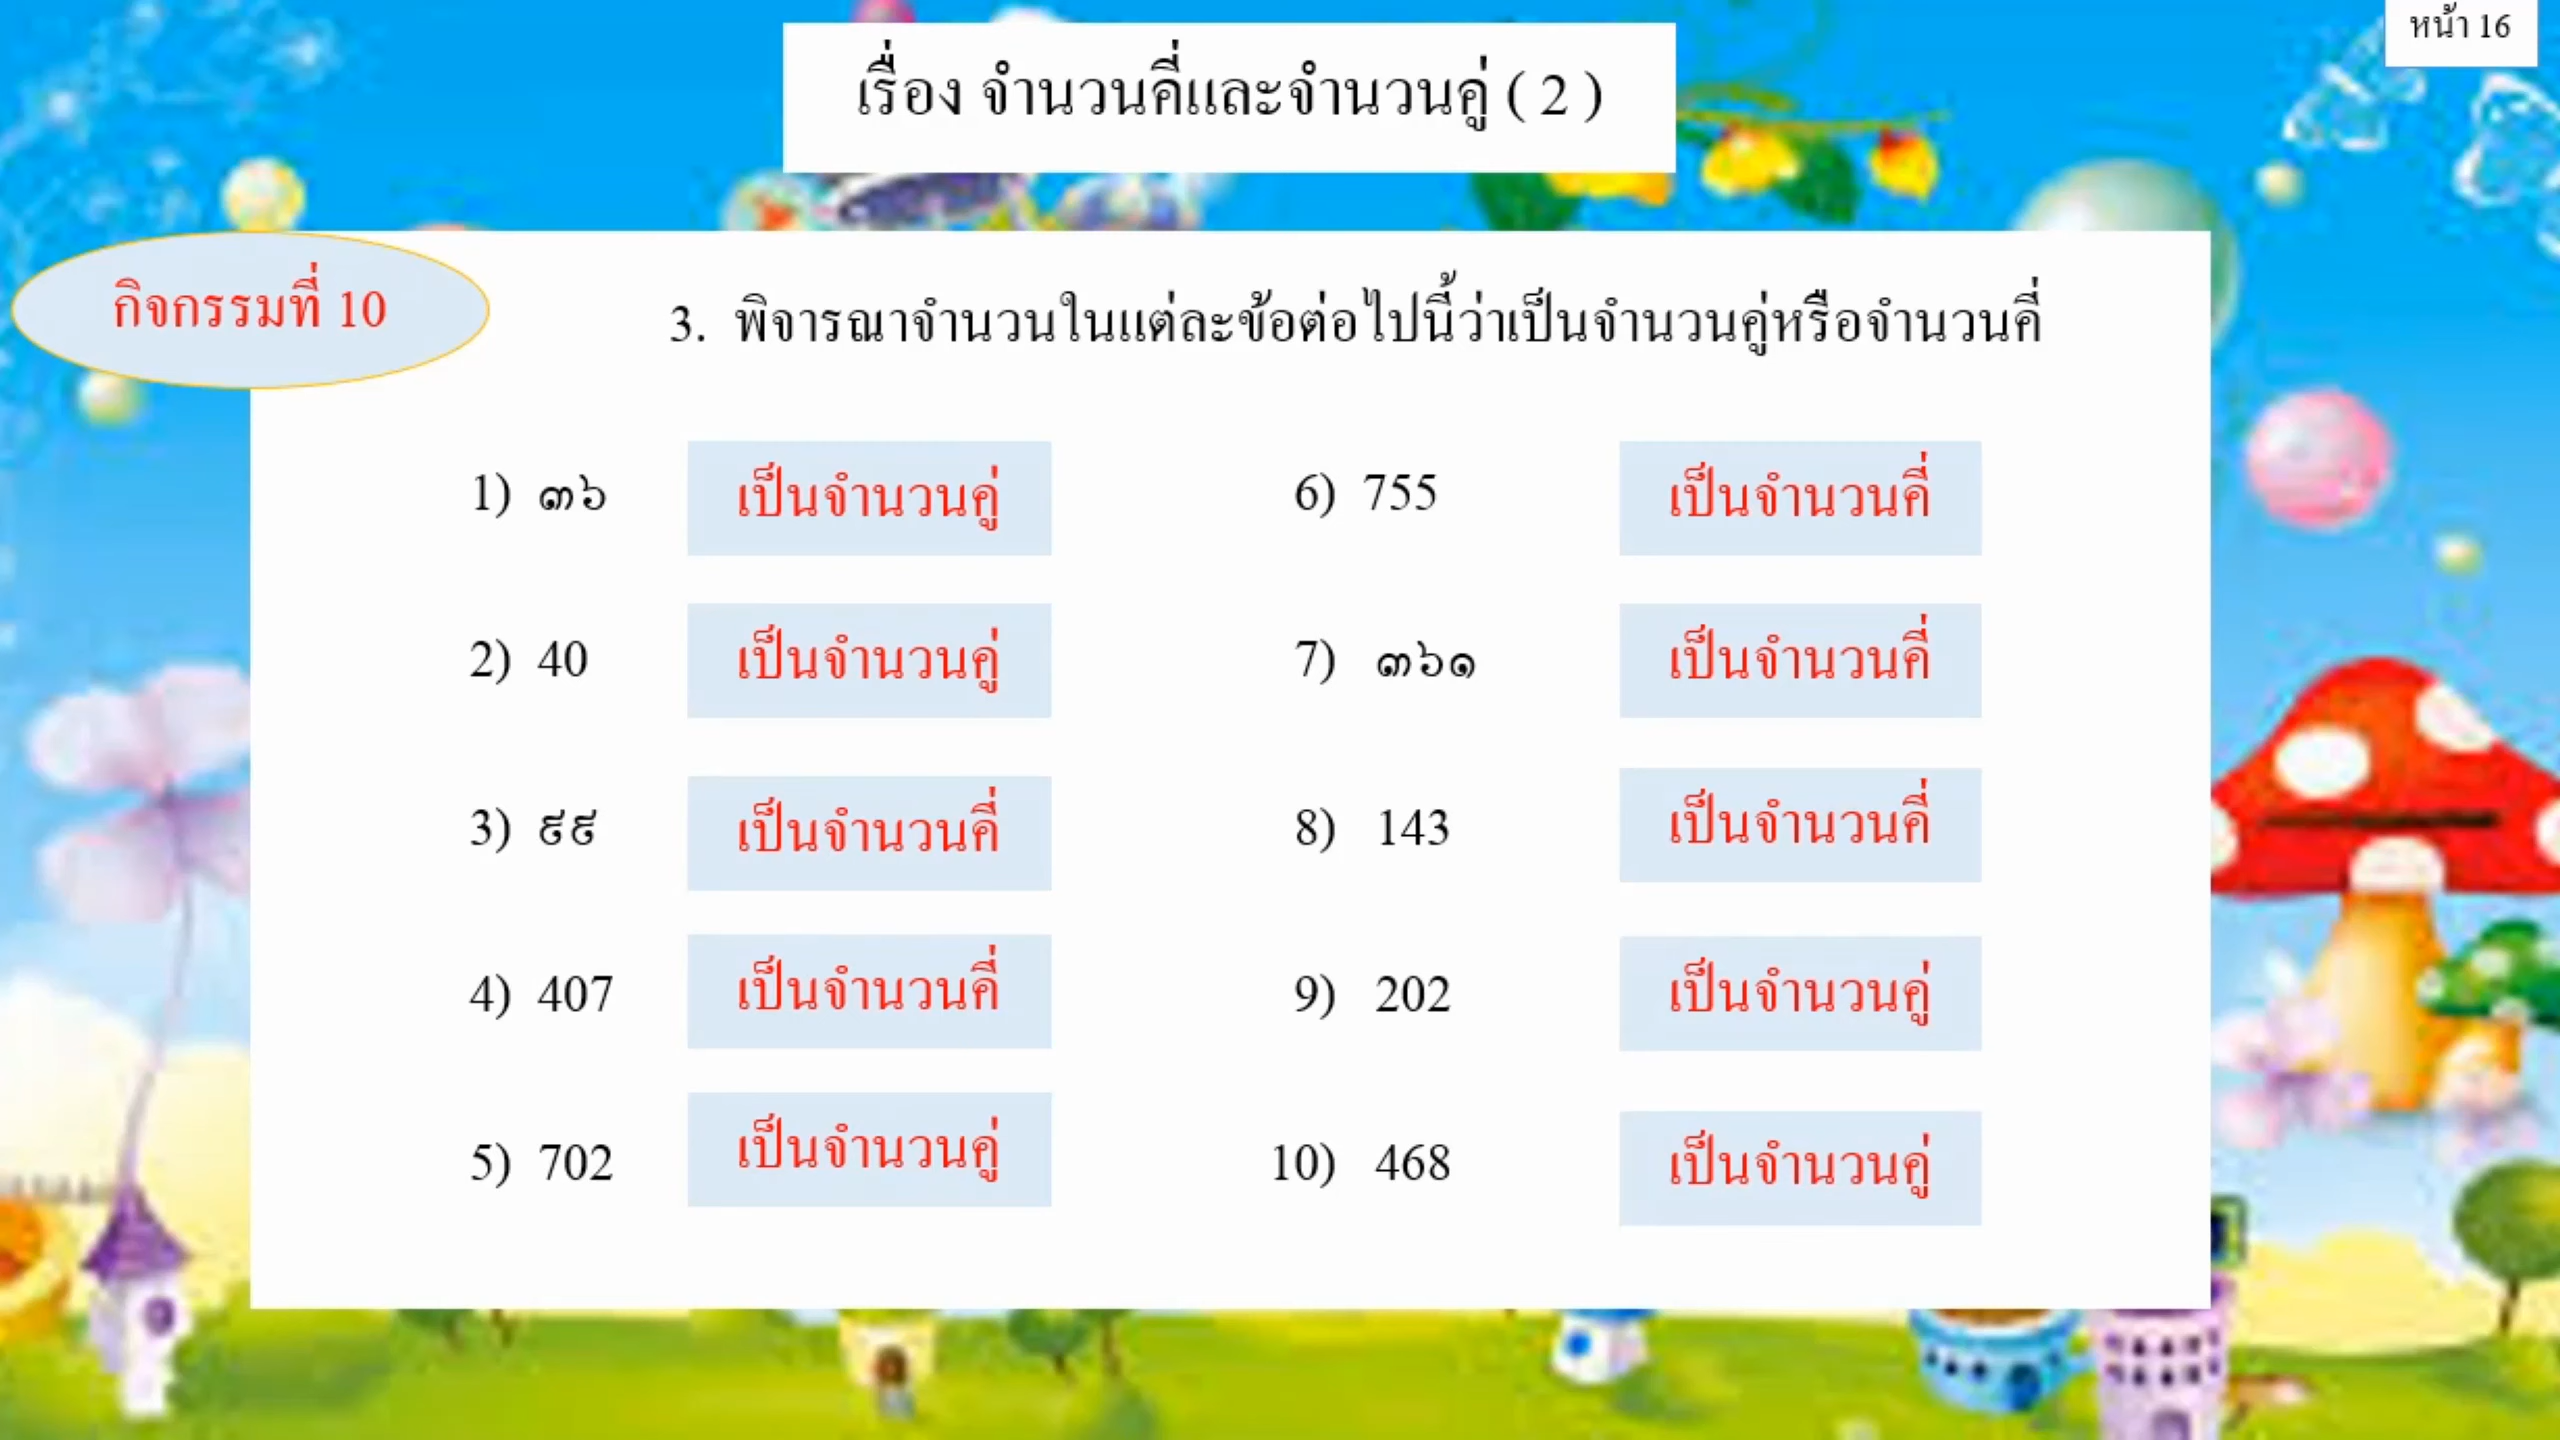 หน้า 16
เรื่อง จำนวนคี่และจำนวนคู่ ( 2 )
กิจกรรมที่ 10
3. พิจารณาจำนวนในแต่ละข้อต่อไปนี้ว่าเป็นจำนวนคู่หรือจำนวนคี่
1) ๓๖ เป็นจำนวนคู่
2) 40 เป็นจำนวนคู่
3) ๙๙ เป็นจำนวนคี่
4) 407 เป็นจำนวนคี่
5) 702 เป็นจำนวนคู่
6) 755 เป็นจำนวนคี่
7) ๓๖๑ เป็นจำนวนคี่
8) 143 เป็นจำนวนคี่
9) 202 เป็นจำนวนคู่
10) 468 เป็นจำนวนคู่